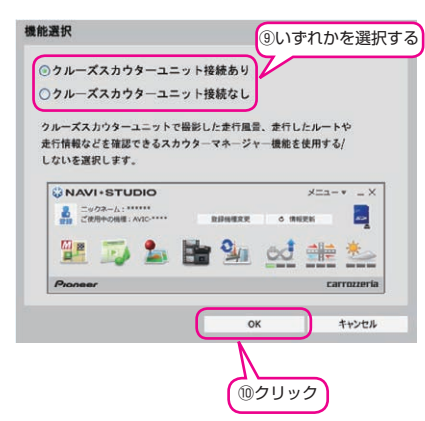 機能選択
⑨いずれかを選択する
クルーズスカウターユニット接続あり
クルーズスカウターユニット接続なし
クルーズスカウターユニットで撮影した走行風景、走行したルートや
走行情報などを確認できるスカウターマネージャー機能を使用する/
しないを選択します。
NAVI*STUDIO
メニュー
ニックネーム:******
ご使用中の機種:AVIC-****
登録
登録機種変更
情報更新
Pioneer
carrozzeria
OK
キャンセル
⑩クリック